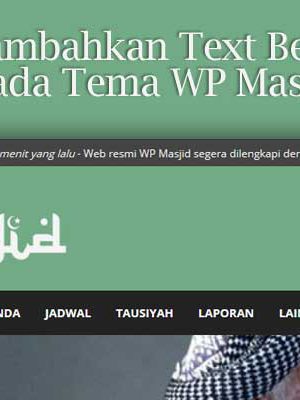 ambahkan Text Be
ada Tema WP Mas
menit yang lalu - Web resmi WP Masjid segera dilengkapi der
jid
NDA JADWAL TAUSIYAH LAPORAN LAI